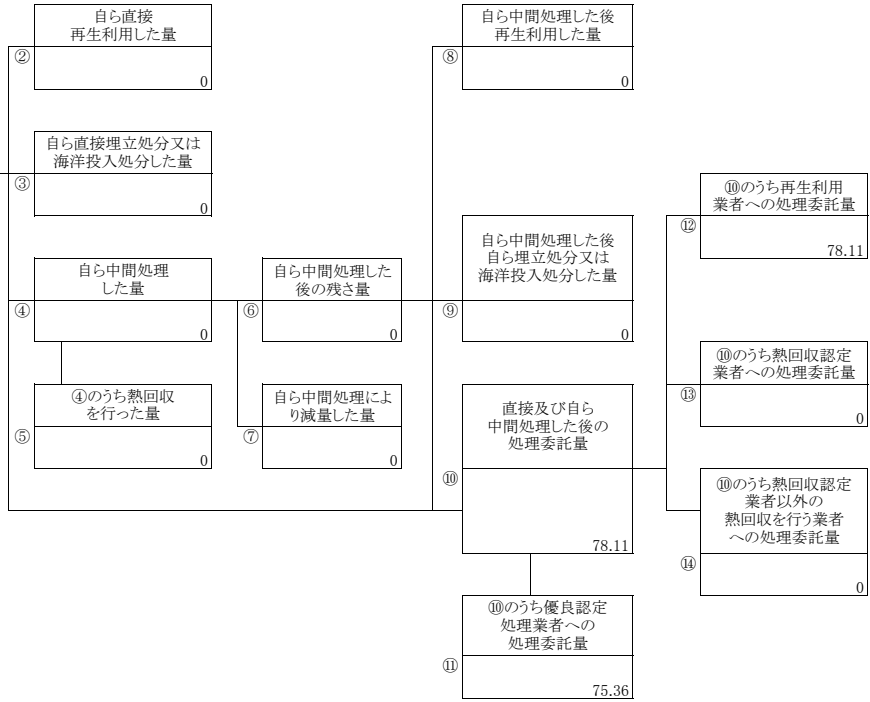 自ら直接
再生利用した量
②
0
自ら直接埋立処分又は
海洋投入処分した量
③
0
自ら中間処理
した量
④
0
④のうち熱回収
を行った量
⑤
0
自ら中間処理した
後の残さ量
⑥
0
自ら中間処理によ
り減量した量
⑦
0
自ら中間処理した後
再生利用した量
⑧
0
自ら中間処理した後
自ら埋立処分又は
海洋投入処分した量
⑨
0
直接及び自ら
中間処理した後の
処理委託量
⑩
78.11
⑩のうち優良認定
処理業者への
処理委託量
⑪
75.36
⑩のうち再生利用
業者への処理委託量
⑫
78.11
⑩のうち熱回収認定
業者への処理委託量
⑬
0
⑩のうち熱回収認定
業者以外の
熱回収を行う業者
への処理委託量
⑭
0